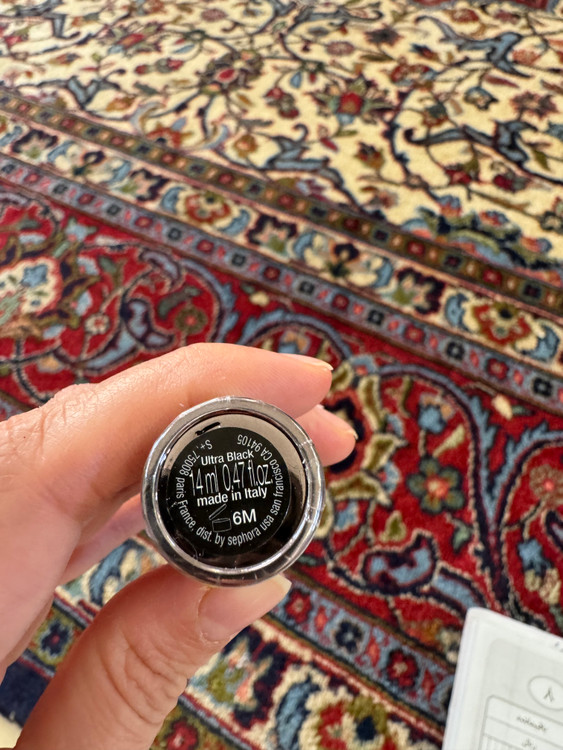 Ultra Black
14 ml 0.47 fl.oz.
made in Italy
6M
75008 paris France. dist. by sephora usa san francisco CA 94105